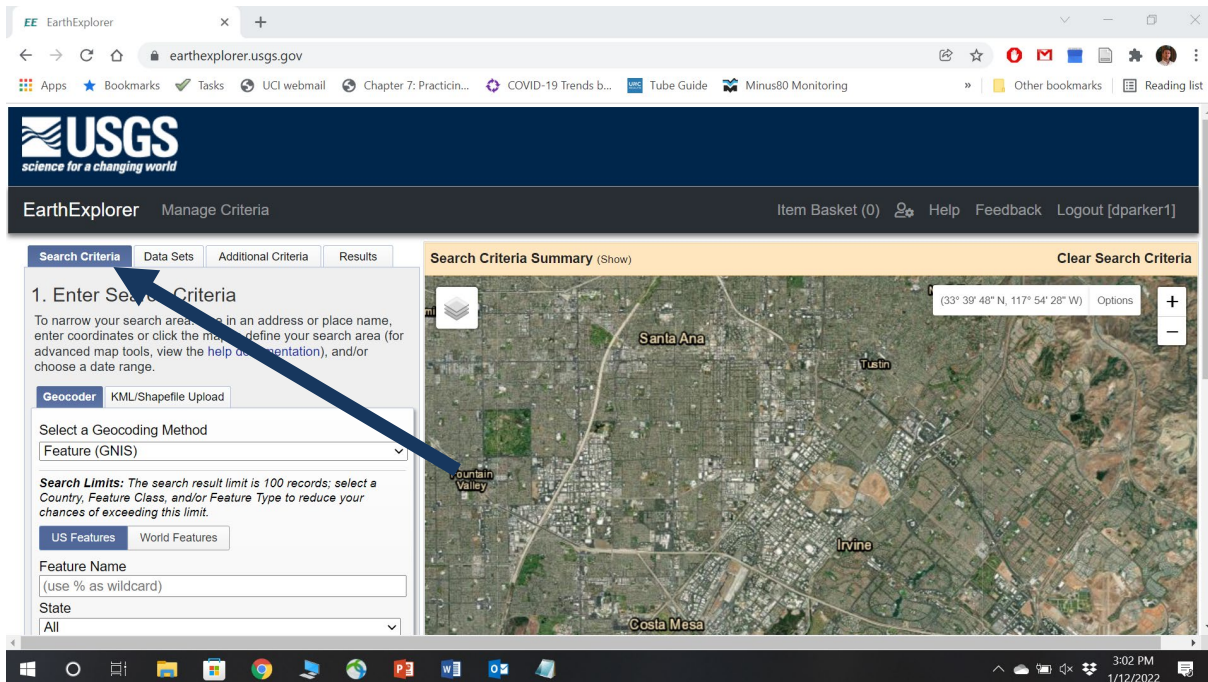 EE EarthExplorer
earthexplorer.usgs.gov
Apps Bookmarks Tasks UCI webmail Chapter 7: Practicin... COVID-19 Trends b... UMC Tube Guide Minus80 Monitoring » Other bookmarks Reading list
USGS
science for a changing world
EarthExplorer Manage Criteria Item Basket (0) Help Feedback Logout [dparker1]
Search Criteria Data Sets Additional Criteria Results
1. Enter Search Criteria
To narrow your search area: in an address or place name,
enter coordinates or click the map define your search area (for
advanced map tools, view the help documentation), and/or
choose a date range.
Geocoder KML/Shapefile Upload
Select a Geocoding Method
Feature (GNIS)
Search Limits: The search result limit is 100 records; select a
Country, Feature Class, and/or Feature Type to reduce your
chances of exceeding this limit.
US Features World Features
Feature Name
(use % as wildcard)
State
All
Search Criteria Summary (Show) Clear Search Criteria
(33° 39' 48" N, 117° 54' 28" W) Options
Santa Ana
Tustin
Fountain
Valley
Irvine
Costa Mesa
3:02 PM
1/12/2022